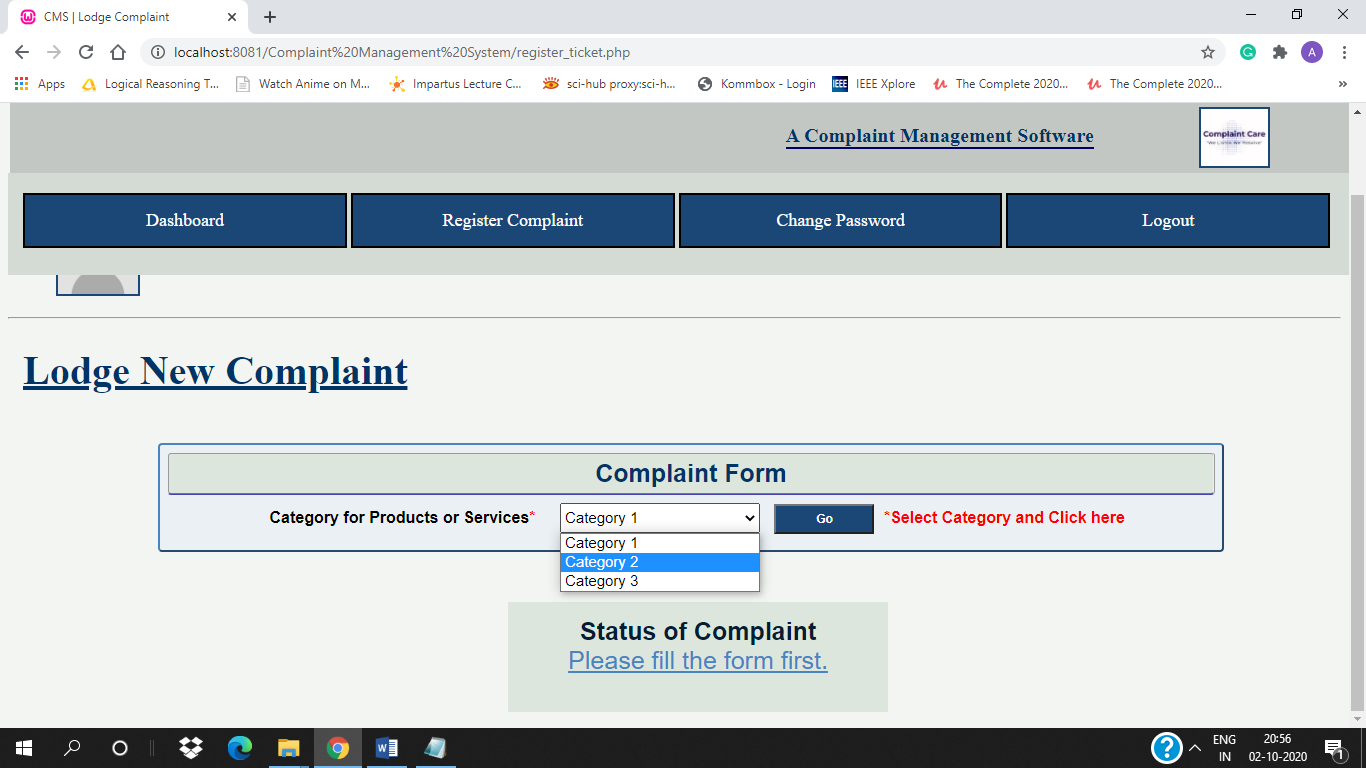 CMS | Lodge Complaint
localhost:8081/Complaint%20Management%20System/register_ticket.php
A
Apps
Logical Reasoning T...
Watch Anime on M...
Impartus Lecture C...
sci-hub proxy:sci-h...
Kommbox - Login
IEEE
IEEE Xplore
The Complete 2020...
The Complete 2020...
»
A Complaint Management Software
Complaint Care
Dashboard
Register Complaint
Change Password
Logout
Lodge New Complaint
Complaint Form
Category for Products or Services*
Category 1
Go
*Select Category and Click here
Category 1
Category 2
Category 3
Status of Complaint
Please fill the form first.
ENG
IN
20:56
02-10-2020
1